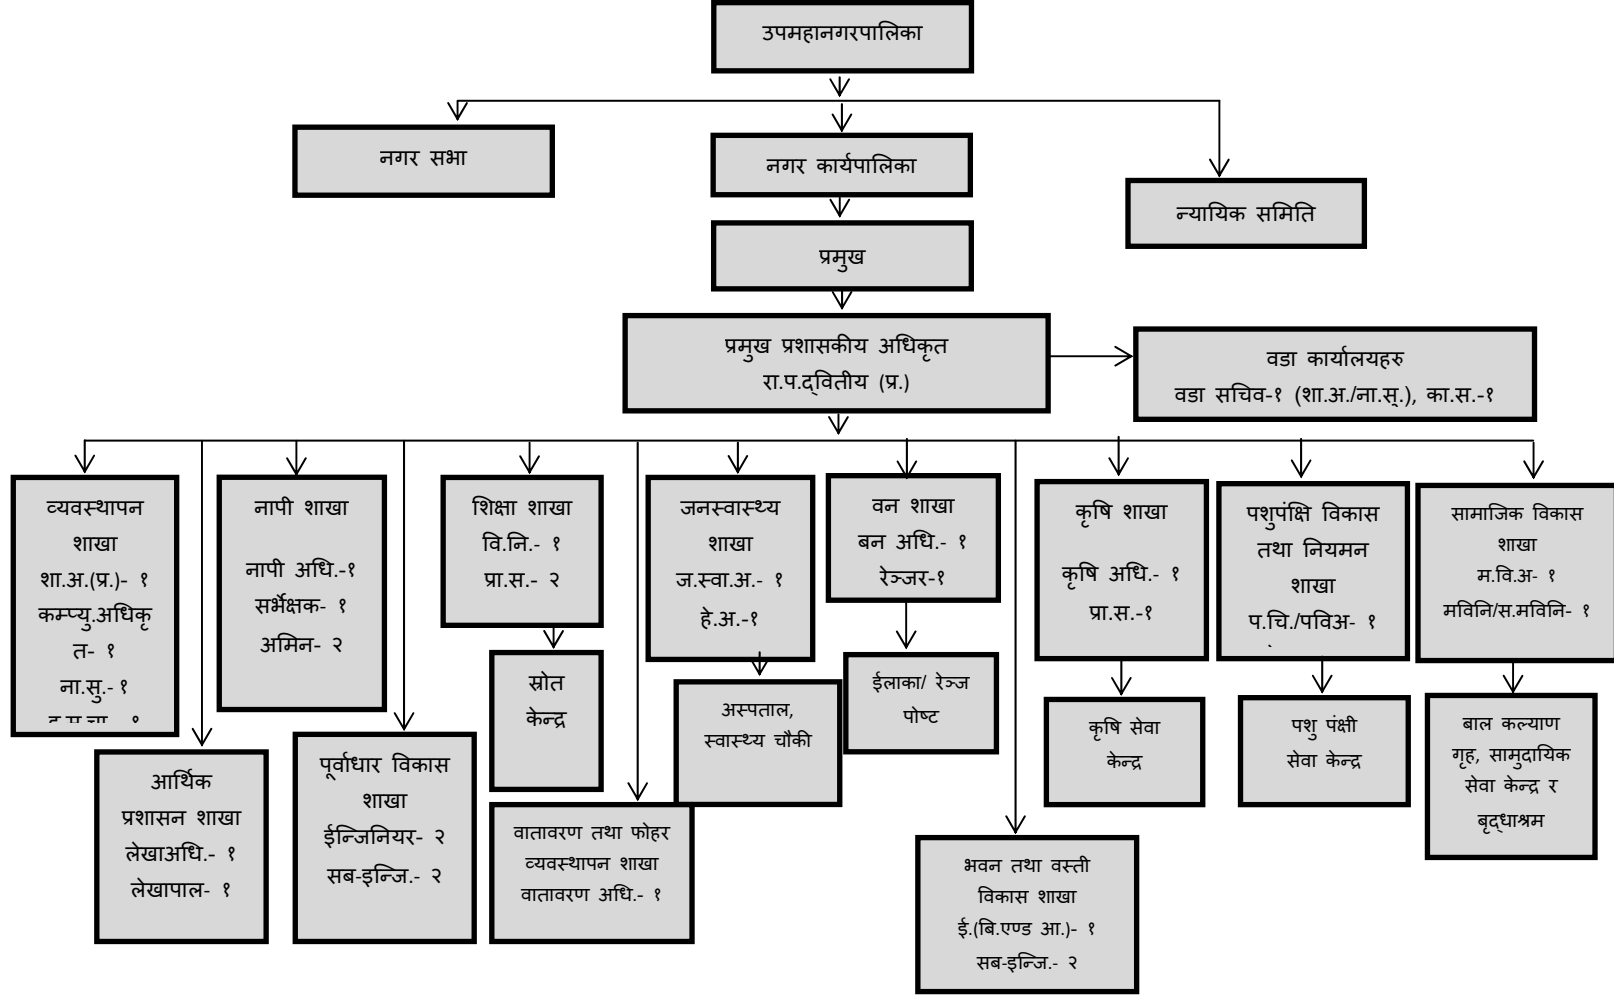 उपमहानगरपालिका
नगर सभा
नगर कार्यपालिका
न्यायिक समिति
प्रमुख
प्रमुख प्रशासकीय अधिकृत
रा.प.द्वितीय (प्र.)
वडा कार्यालयहरु
वडा सचिव-१ (शा.अ./ना.सु.), का.स.-१
व्यवस्थापन
शाखा
शा.अ.(प्र.)- १
कम्प्यु.अधिकृ
त- १
ना.सु.- १
नापी शाखा
नापी अधि.-१
सर्भेक्षक- १
अमिन- २
शिक्षा शाखा
वि.नि.- १
प्रा.स.- २
जनस्वास्थ्य
शाखा
ज.स्वा.अ.- १
हे.अ.-१
वन शाखा
बन अधि.- १
रेञ्जर-१
कृषि शाखा
कृषि अधि.- १
प्रा.स.-१
पशुपंक्षि विकास
तथा नियमन
शाखा
प.चि./पविअ- १
सामाजिक विकास
शाखा
म.वि.अ- १
मविनि/स.मविनि- १
स्रोत
केन्द्र
अस्पताल,
स्वास्थ्य चौकी
ईलाका/ रेञ्ज
पोष्ट
कृषि सेवा
केन्द्र
पशु पंक्षी
सेवा केन्द्र
बाल कल्याण
गृह, सामुदायिक
सेवा केन्द्र र
बृद्धाश्रम
आर्थिक
प्रशासन शाखा
लेखाअधि.- १
लेखापाल- १
पूर्वाधार विकास
शाखा
ईन्जिनियर- २
सब-इन्जि.- २
वातावरण तथा फोहर
व्यवस्थापन शाखा
वातावरण अधि.- १
भवन तथा वस्ती
विकास शाखा
ई.(बि.एण्ड आ.)- १
सब-इन्जि.- २